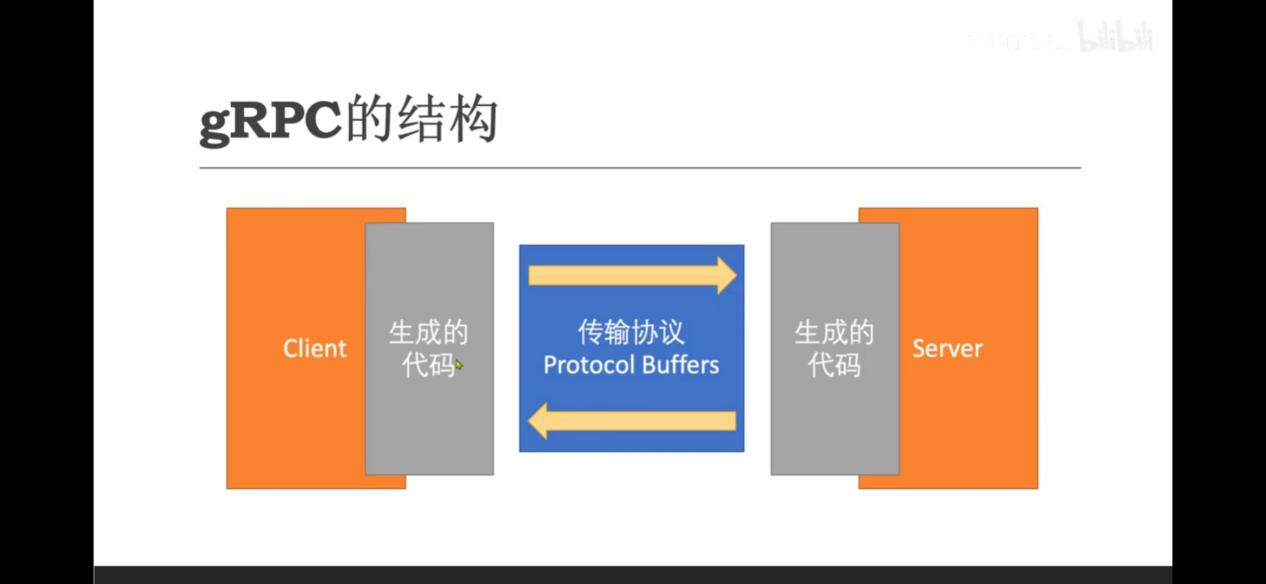 bilibili
gRPC的结构
Client
生成的
代码
传输协议
Protocol Buffers
生成的
代码
Server